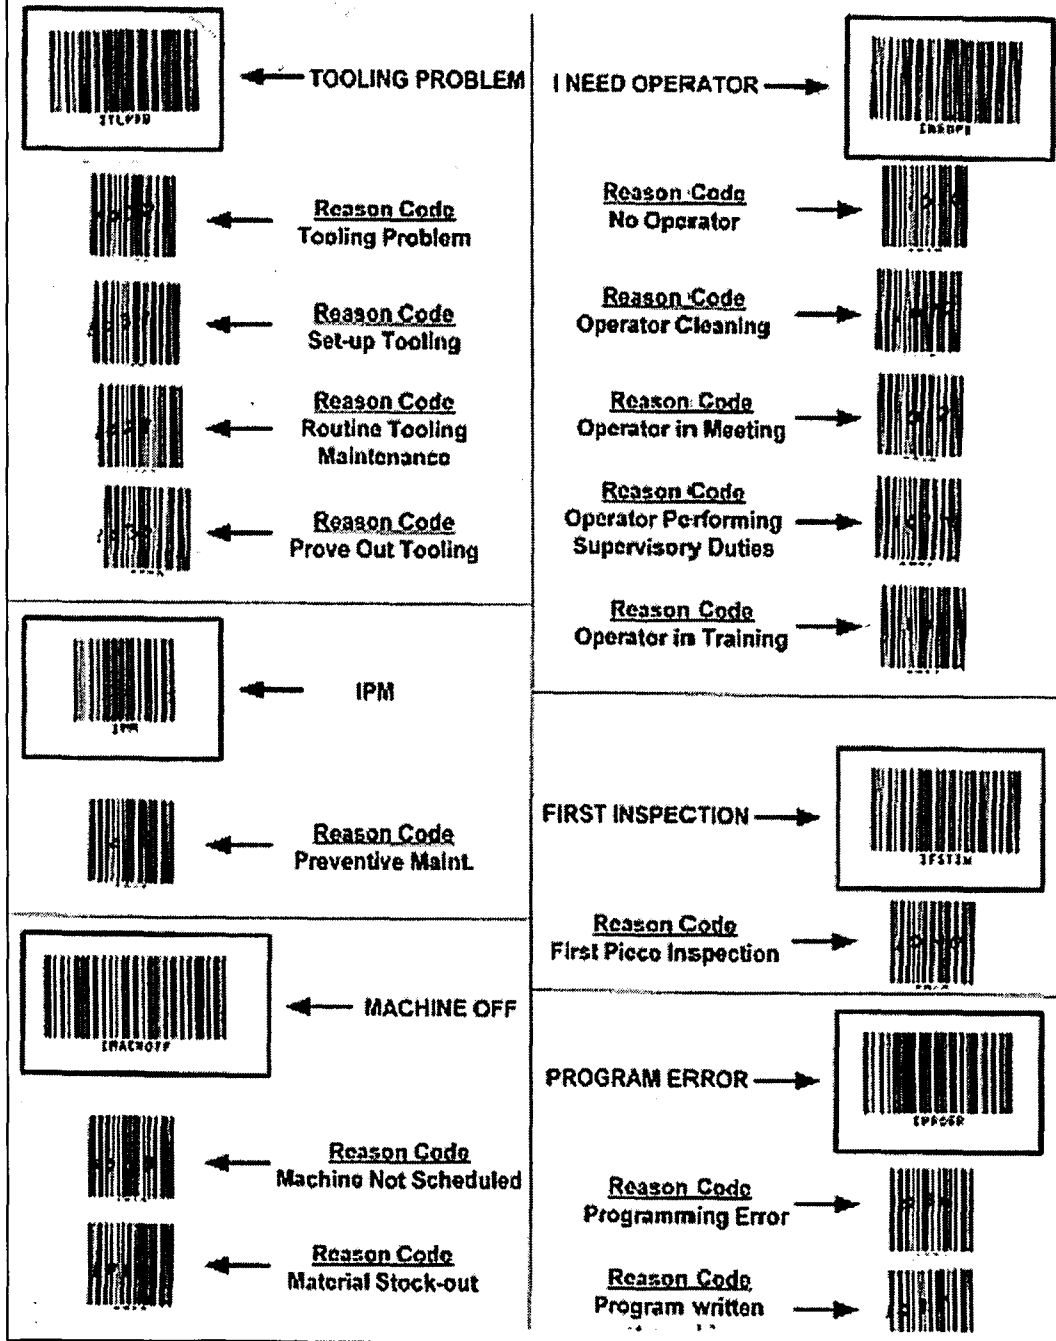 TOOLING PROBLEM
Reason Code
Tooling Problem
Reason Code
Set-up Tooling
Reason Code
Routine Tooling
Maintenance
Reason Code
Prove Out Tooling
IPM
IPM
Reason Code
Preventive Maint.
MACHINE OFF
IMACHOFF
Reason Code
Machine Not Scheduled
Reason Code
Material Stock-out
I NEED OPERATOR
Reason Code
No Operator
Reason Code
Operator Cleaning
Reason Code
Operator in Meeting
Reason Code
Operator Performing
Supervisory Duties
Reason Code
Operator in Training
FIRST INSPECTION
Reason Code
First Piece Inspection
PROGRAM ERROR
Reason Code
Programming Error
Reason Code
Program written